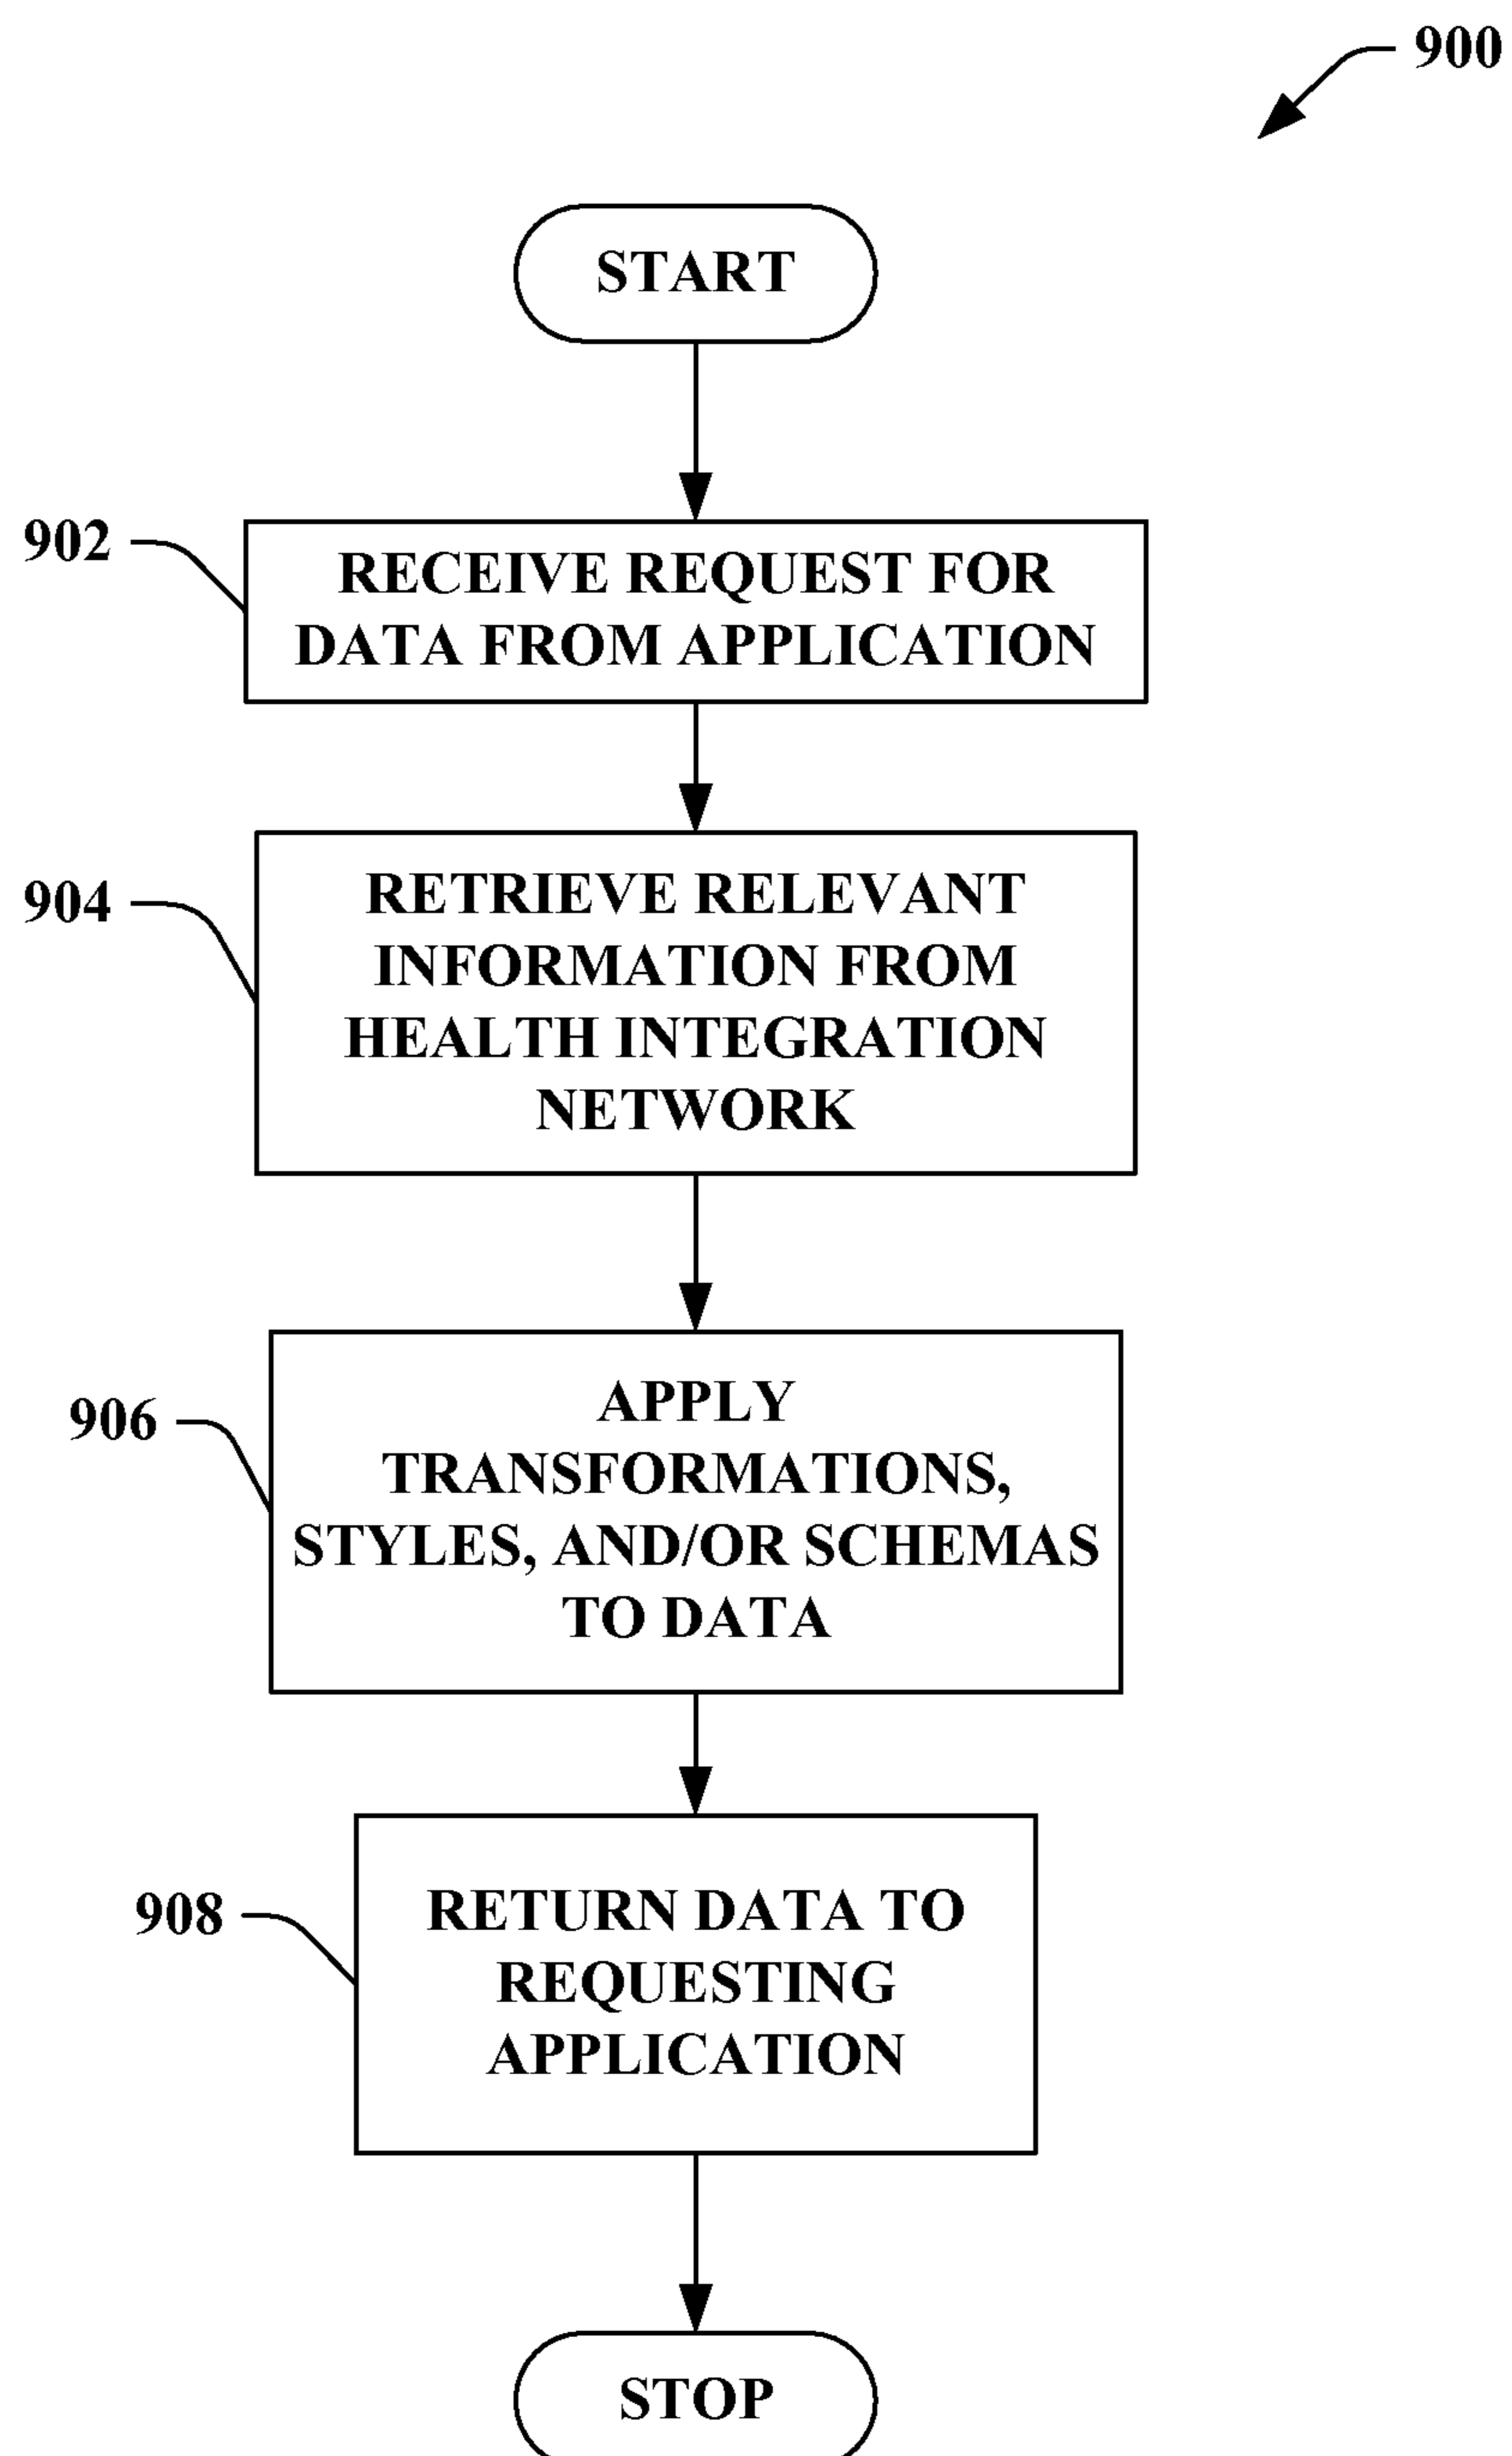 900
START
902
RECEIVE REQUEST FOR
DATA FROM APPLICATION
904
RETRIEVE RELEVANT
INFORMATION FROM
HEALTH INTEGRATION
NETWORK
906
APPLY
TRANSFORMATIONS,
STYLES, AND/OR SCHEMAS
TO DATA
908
RETURN DATA TO
REQUESTING
APPLICATION
STOP